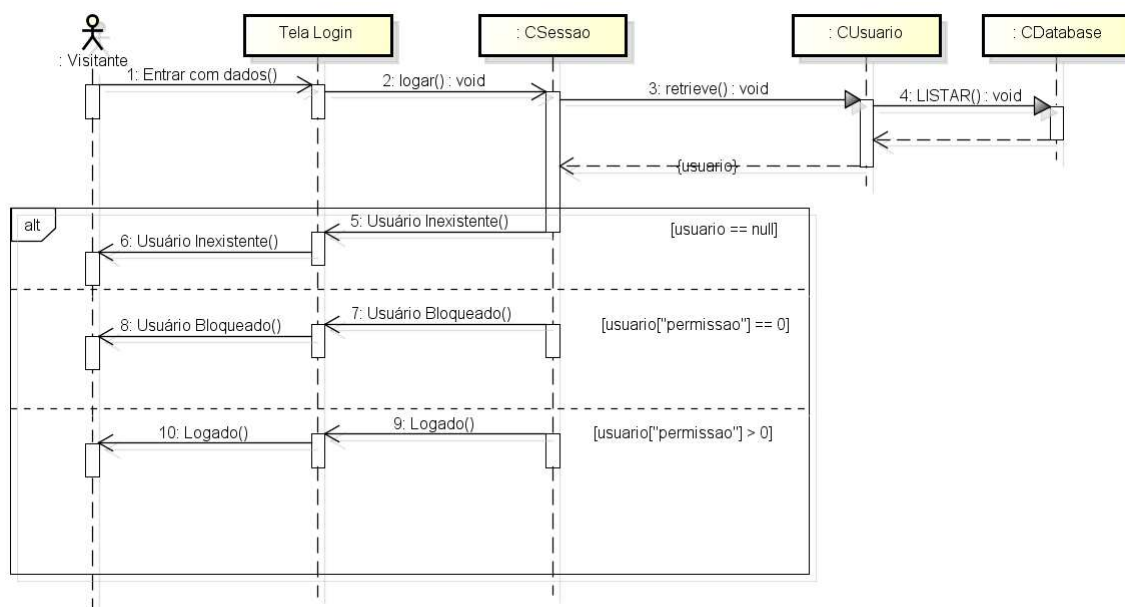 Tela Login
: CSessao
: CUsuario
: CDatabase
: Visitante
1: Entrar com dados()
2: logar() : void
3: retrieve() : void
4: LISTAR() : void
{usuario}
alt
5: Usuário Inexistente()
[usuario == null]
6: Usuário Inexistente()
7: Usuário Bloqueado()
[usuario["permissao"] == 0]
8: Usuário Bloqueado()
9: Logado()
[usuario["permissao"] > 0]
10: Logado()